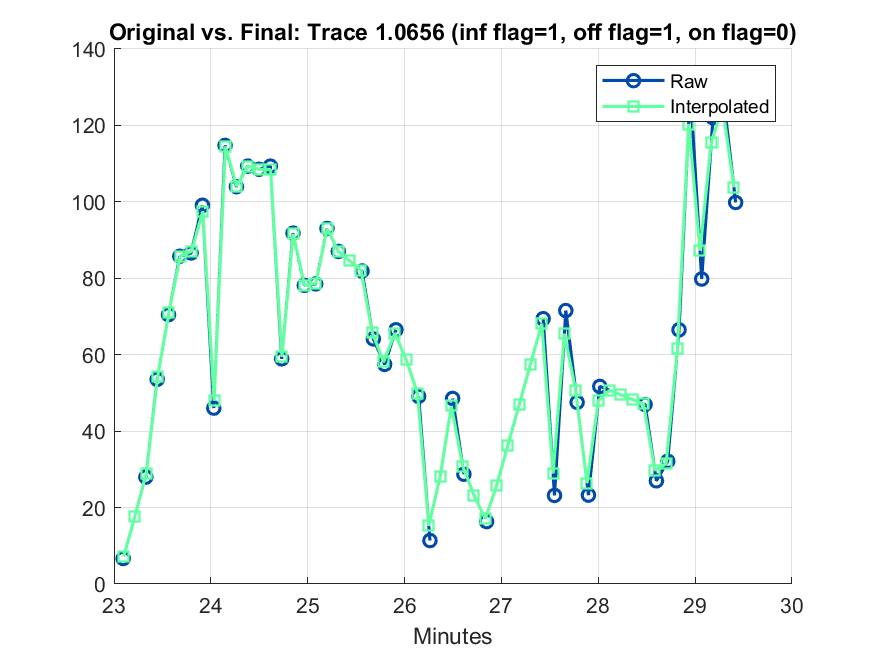 Original vs. Final: Trace 1.0656 (inf flag=1, off flag=1, on flag=0)
140
120
100
80
60
40
20
0
Raw
Interpolated
23 24 25 26 27 28 29 30
Minutes